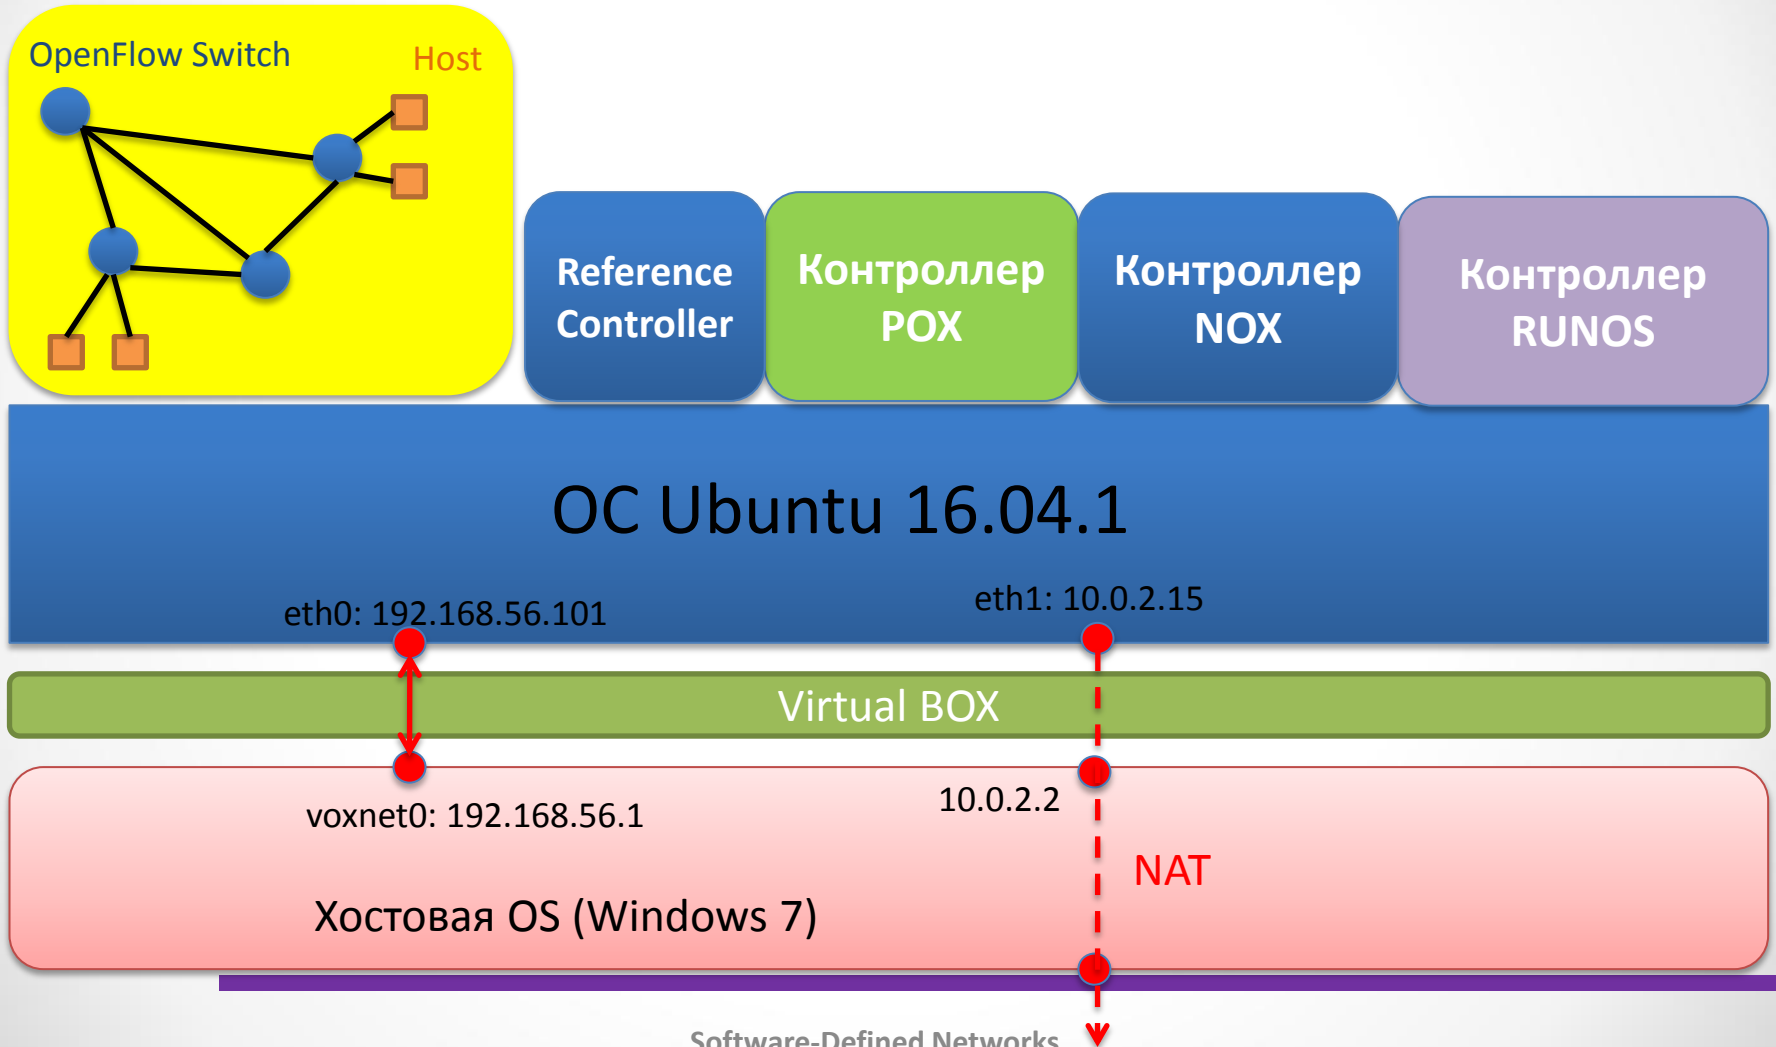 OpenFlow Switch
Host
Reference
Controller
Контроллер
POX
Контроллер
NOX
Контроллер
RUNOS
ОС Ubuntu 16.04.1
eth0: 192.168.56.101
eth1: 10.0.2.15
Virtual BOX
voxnet0: 192.168.56.1
10.0.2.2
NAT
Хостовая OS (Windows 7)
Software-Defined Networks